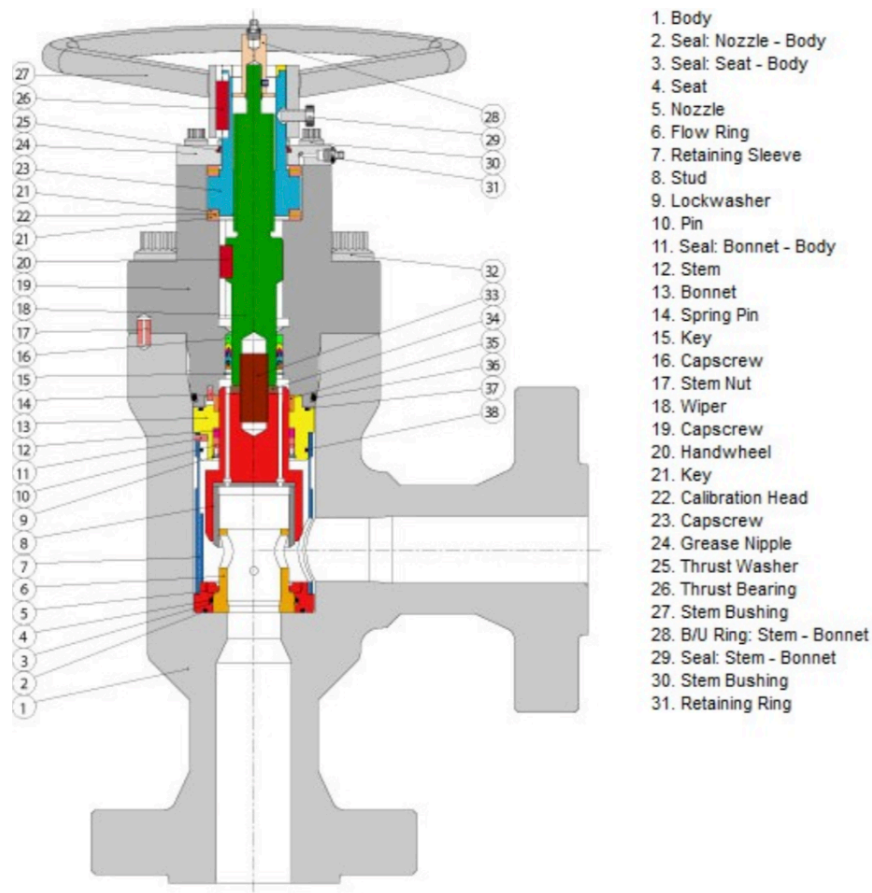 27
26
25
24
23
21
22
21
20
19
18
17
16
15
14
13
12
11
10
9
8
7
6
5
4
3
2
1
28
29
30
31
32
33
34
35
36
37
38
1. Body
2. Seal: Nozzle - Body
3. Seal: Seat - Body
4. Seat
5. Nozzle
6. Flow Ring
7. Retaining Sleeve
8. Stud
9. Lockwasher
10. Pin
11. Seal: Bonnet - Body
12. Stem
13. Bonnet
14. Spring Pin
15. Key
16. Capscrew
17. Stem Nut
18. Wiper
19. Capscrew
20. Handwheel
21. Key
22. Calibration Head
23. Capscrew
24. Grease Nipple
25. Thrust Washer
26. Thrust Bearing
27. Stem Bushing
28. B/U Ring: Stem - Bonnet
29. Seal: Stem - Bonnet
30. Stem Bushing
31. Retaining Ring